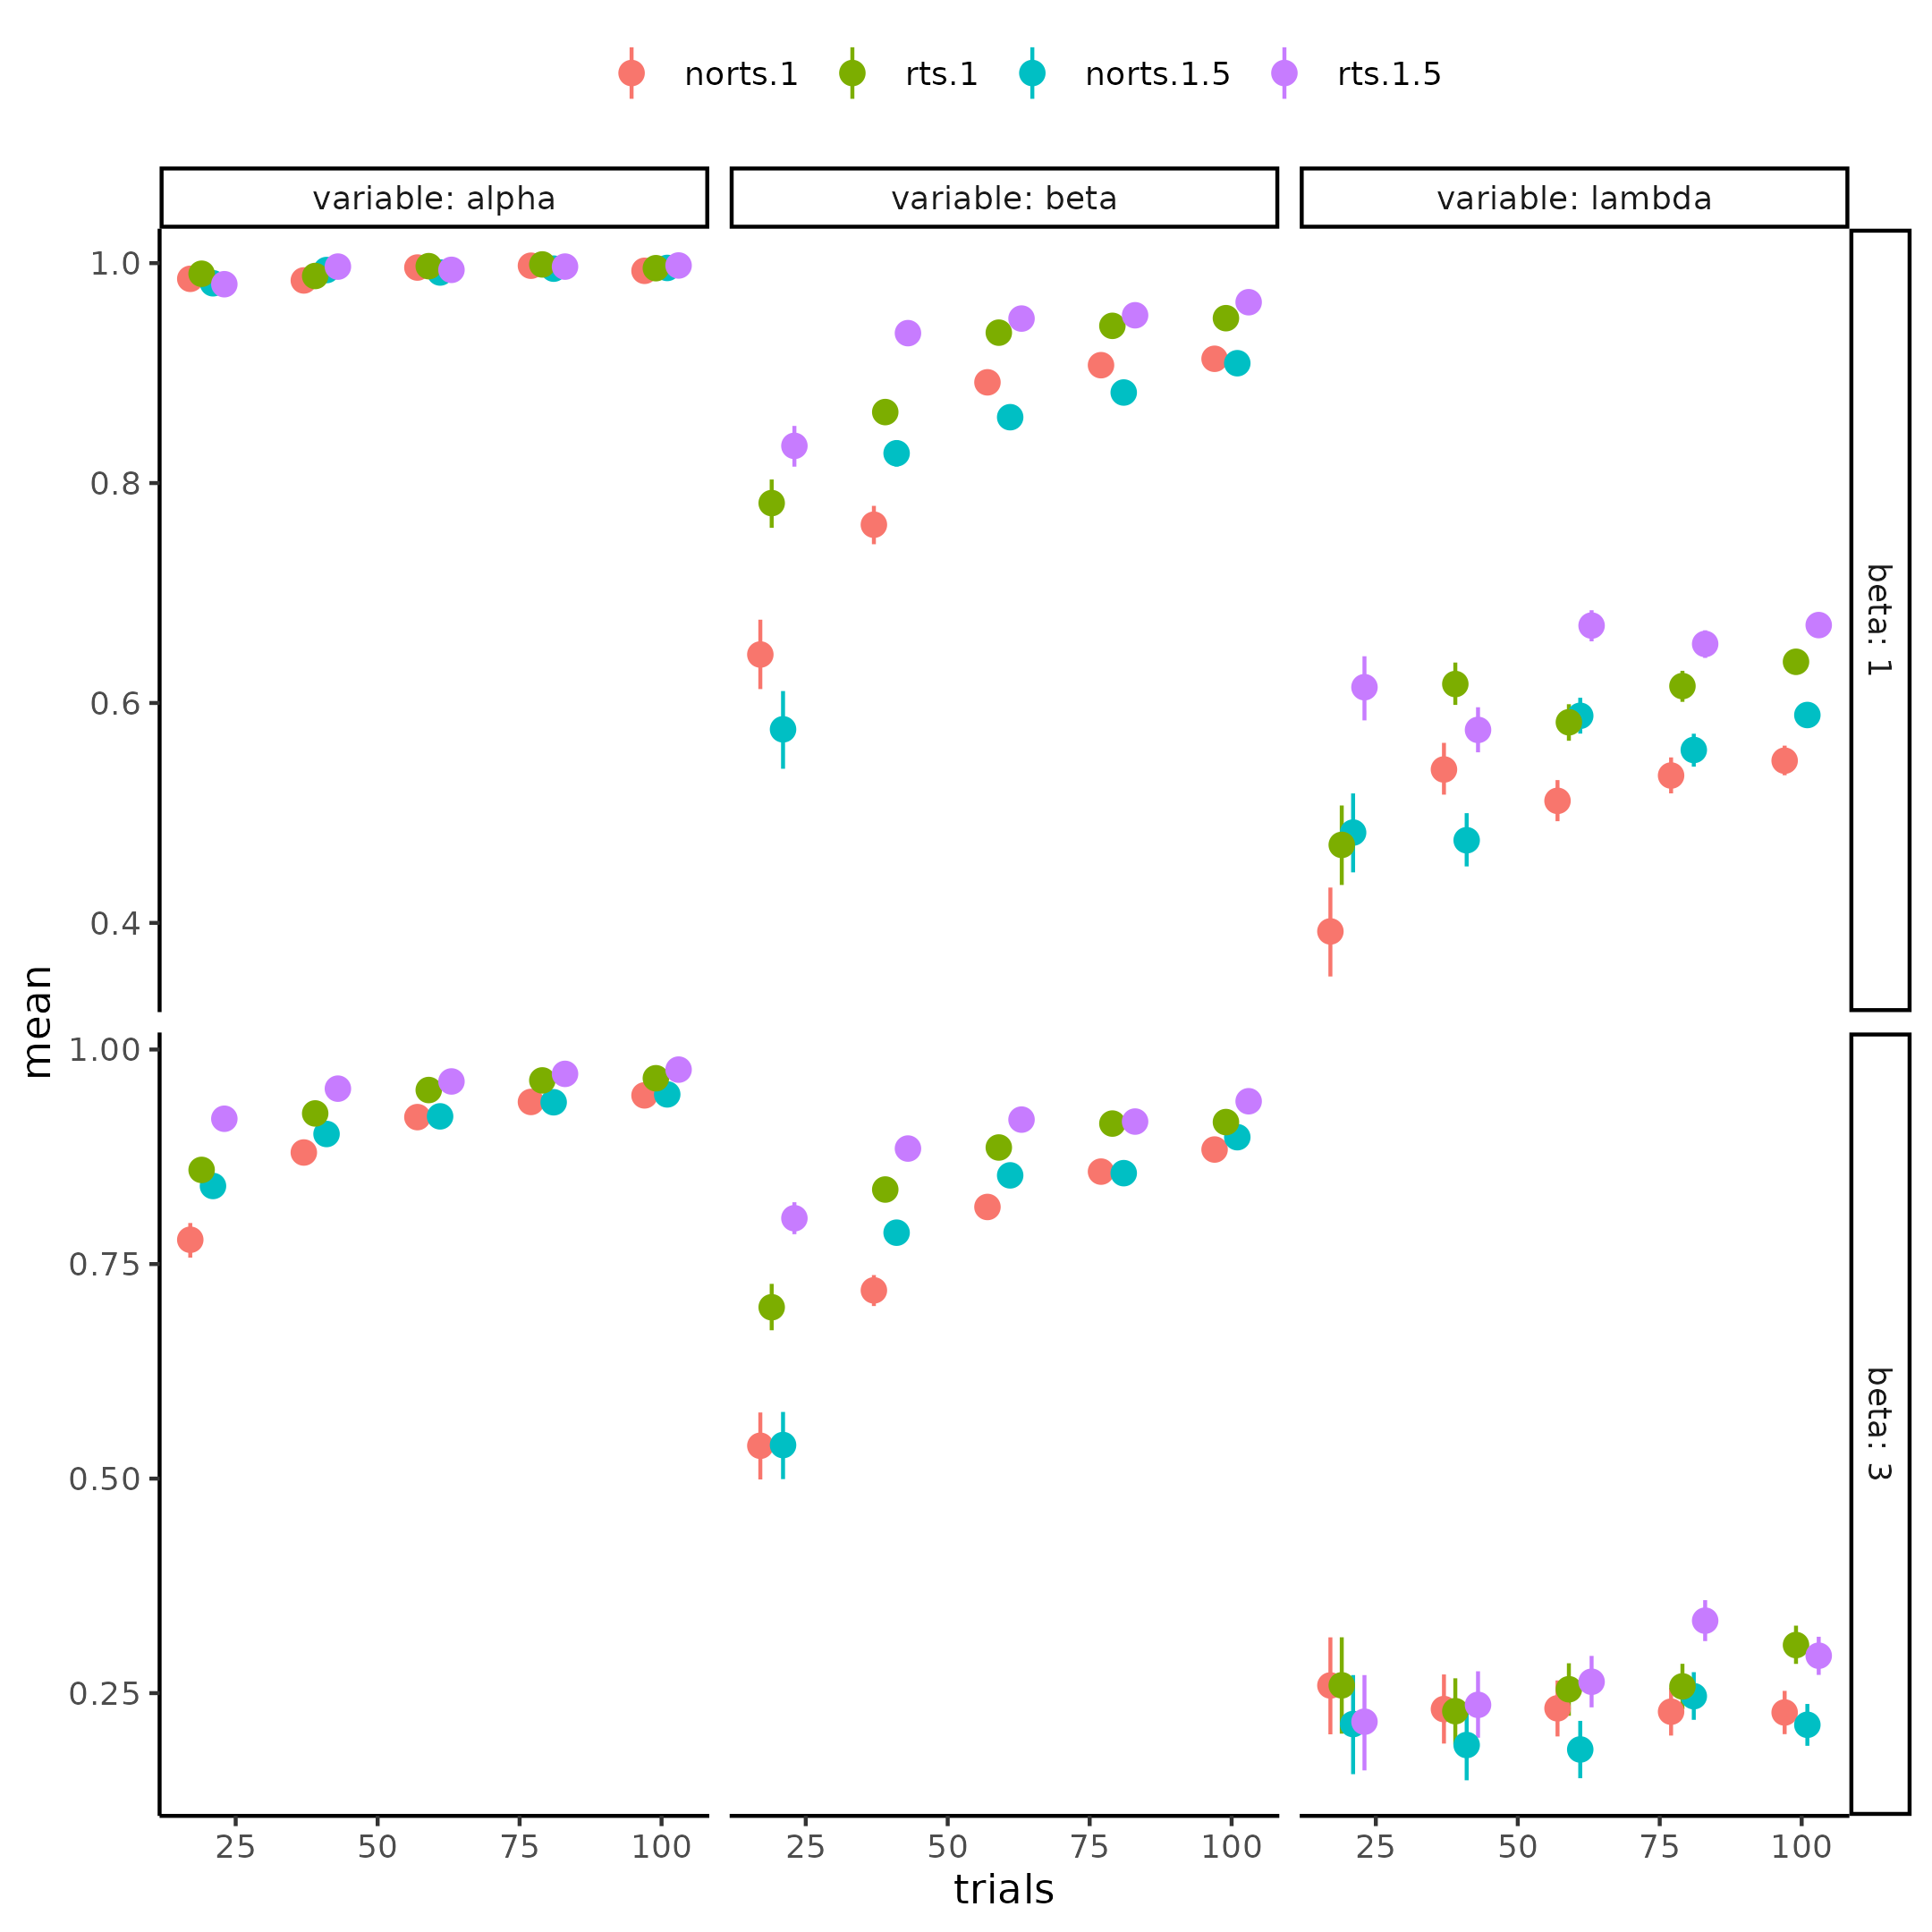 norts.1 rts.1 norts.1.5 rts.1.5
variable: alpha variable: beta variable: lambda
1.0
0.8
0.6
0.4
beta: 1
mean
1.00
0.75
0.50
0.25
beta: 3
25 50 75 100 25 50 75 100 25 50 75 100
trials